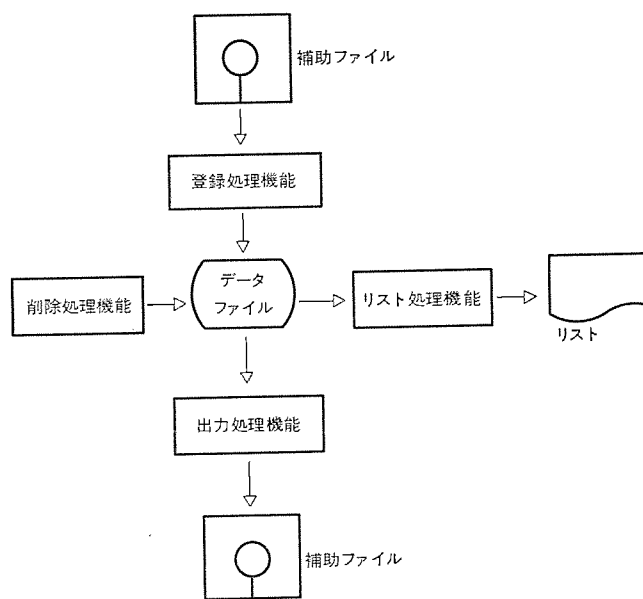 補助ファイル
登録処理機能
削除処理機能
データ
ファイル
リスト処理機能
リスト
出力処理機能
補助ファイル